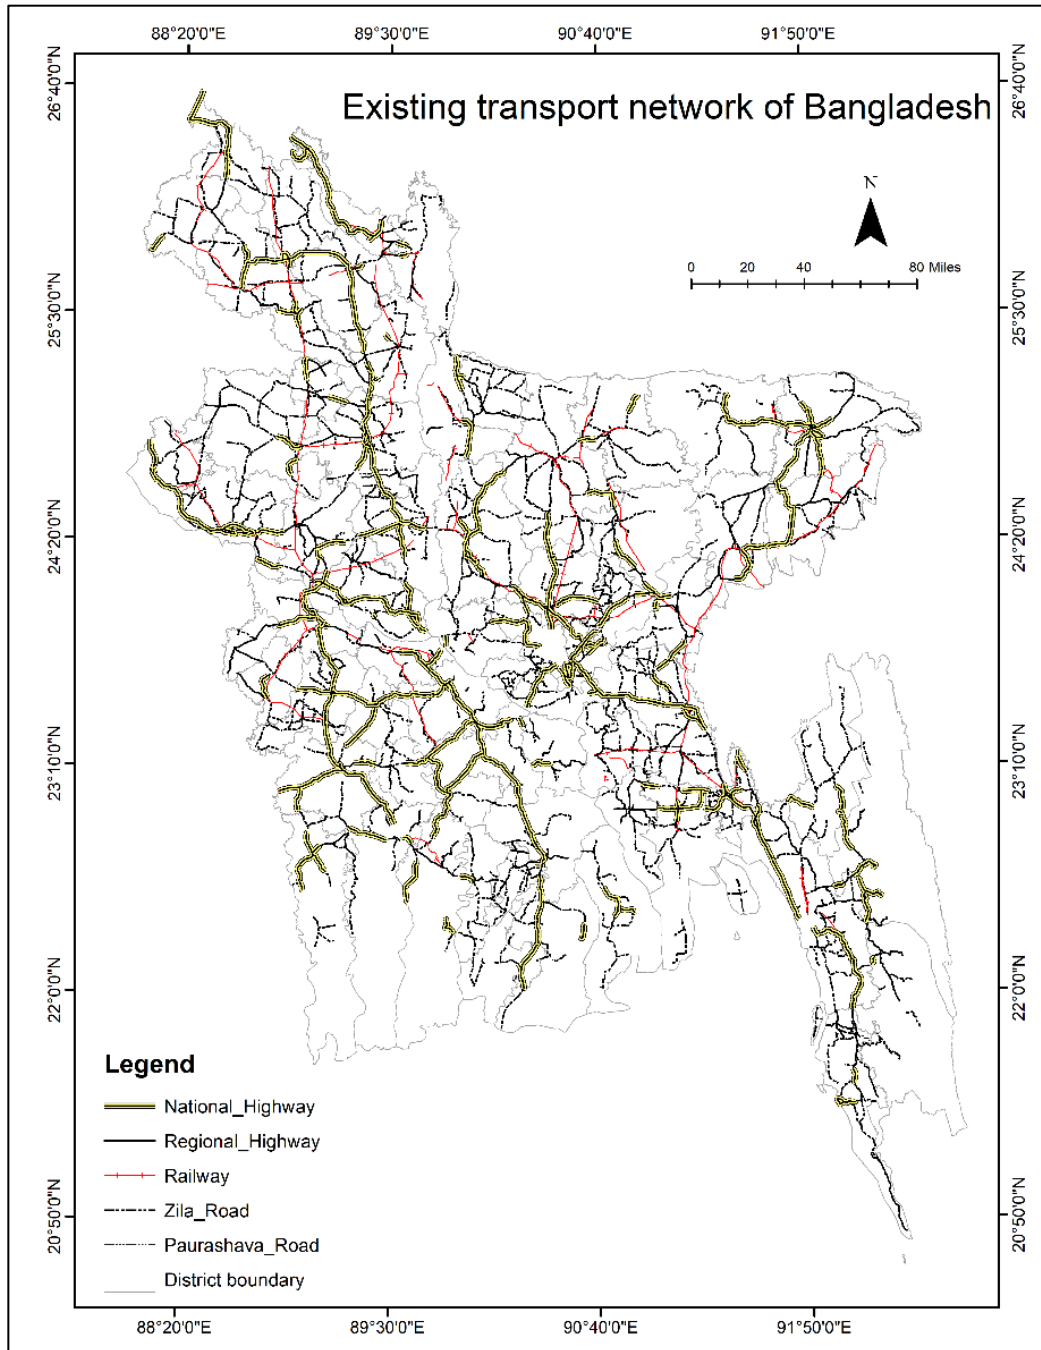 88°20'0"E 89°30'0"E 90°40'0"E 91°50'0"E
26°40'0"N
26°40'0"N
Existing transport network of Bangladesh
N
0 20 40 80 Miles
25°30'0"N
25°30'0"N
24°20'0"N
24°20'0"N
23°10'0"N
23°10'0"N
22°0'0"N
22°0'0"N
Legend
National_Highway
Regional_Highway
Railway
Zila_Road
Paurashava_Road
District boundary
20°50'0"N
20°50'0"N
88°20'0"E 89°30'0"E 90°40'0"E 91°50'0"E